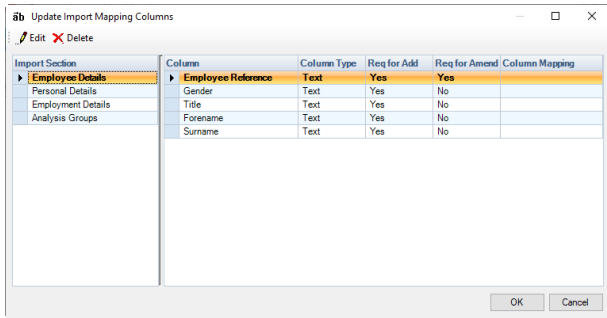 äb Update Import Mapping Columns
Edit Delete
Import Section Column Column Type Req for Add Req for Amend Column Mapping
Employee Details Employee Reference Text Yes Yes
Personal Details Gender Text Yes No
Employment Details Title Text Yes No
Analysis Groups Forename Text Yes No
Surname Text Yes No
OK Cancel